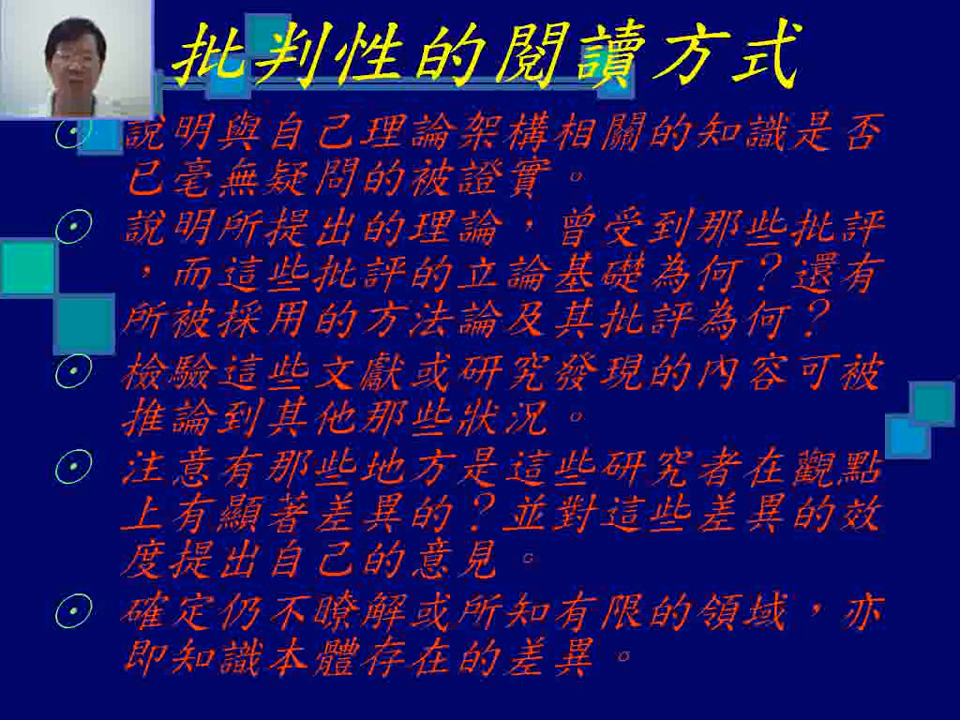 批判性的閱讀方式
說明與自己理論架構相關的知識是否
已毫無疑問的被證實。
說明所提出的理論，曾受到那些批評
，而這些批評的立論基礎為何？還有
所被採用的方法論及其批評為何？
檢驗這些文獻或研究發現的內容可被
推論到其他那些狀況。
注意有那些地方是這些研究者在觀點
上有顯著差異的？並對這些差異的效
度提出自己的意見。
確定仍不瞭解或所知有限的領域，亦
即知識本體存在的差異。